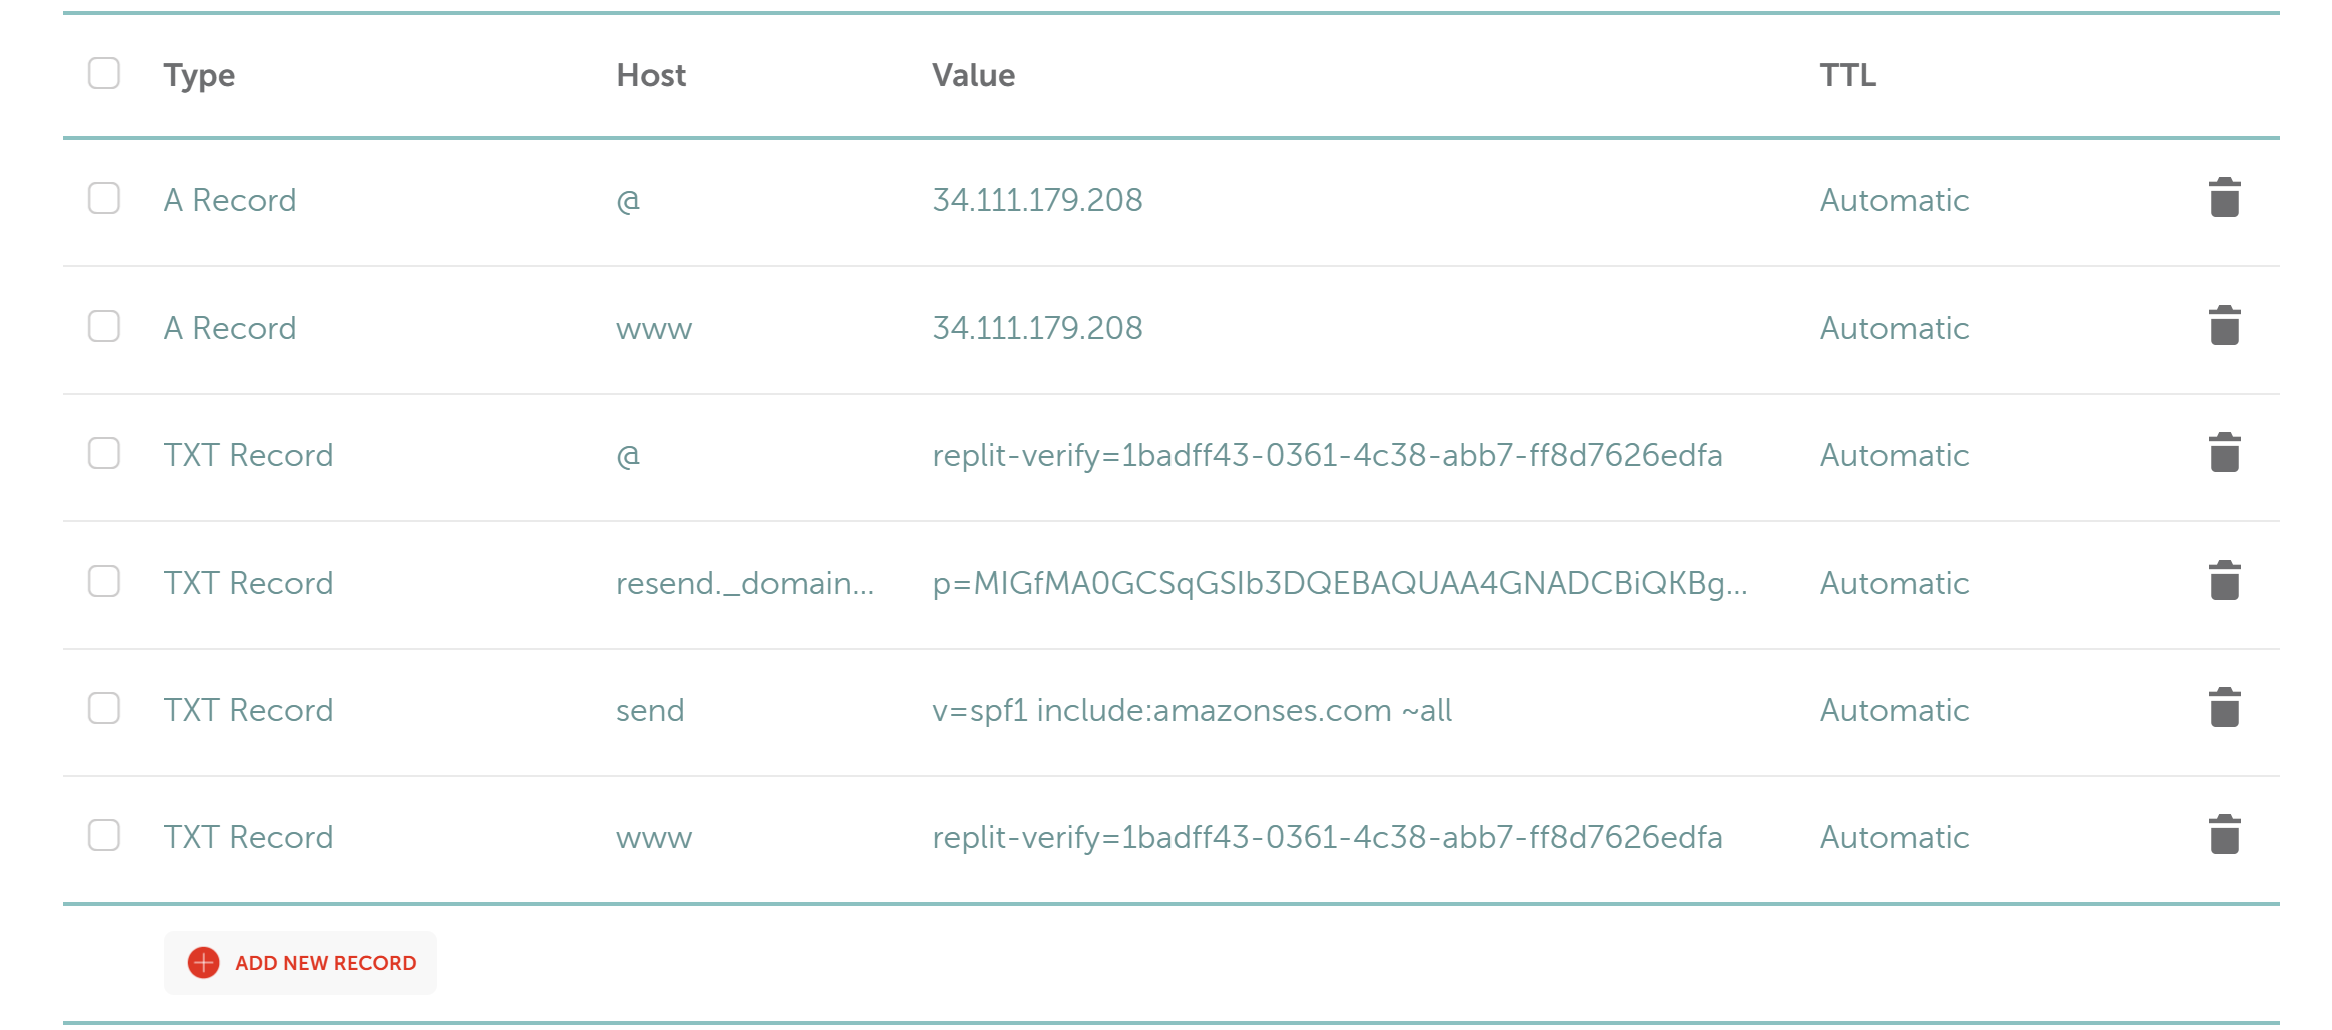 Type Host Value TTL
A Record @ 34.111.179.208 Automatic
A Record www 34.111.179.208 Automatic
TXT Record @ replit-verify=1badff43-0361-4c38-abb7-ff8d7626edfa Automatic
TXT Record resend._domain... p=MIGfMA0GCSqGSIb3DQEBAQUAA4GNADCBiQKBg... Automatic
TXT Record send v=spf1 include:amazonses.com ~all Automatic
TXT Record www replit-verify=1badff43-0361-4c38-abb7-ff8d7626edfa Automatic
ADD NEW RECORD